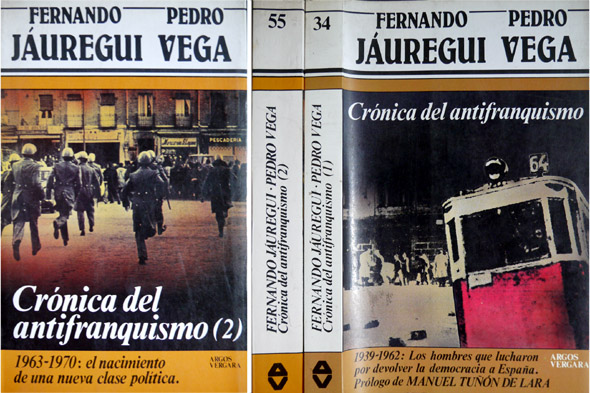 FERNANDO PEDRO
JÁUREGUI VEGA
PESCADERIA
Crónica del
antifranquismo (2)
1963-1970: el nacimiento
de una nueva clase política.
ARGOS
VERGARA
55
FERNANDO JÁUREGUI · PEDRO VEGA
Crónica del antifranquismo (2)
34
FERNANDO JÁUREGUI · PEDRO VEGA
Crónica del antifranquismo (1)
FERNANDO PEDRO
JÁUREGUI VEGA
Crónica del antifranquismo
64
1939-1962: Los hombres que lucharon
por devolver la democracia a España.
Prólogo de MANUEL TUÑÓN DE LARA
ARGOS
VERGARA